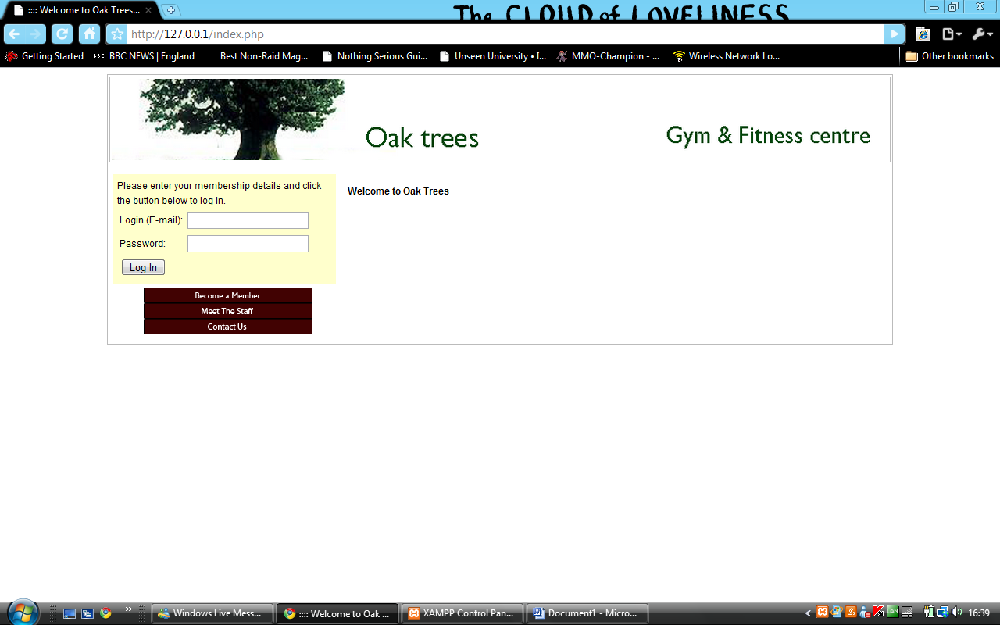 :::: Welcome to Oak Trees...
The CLOUD of LOVELINESS
http://127.0.0.1/index.php
Getting Started
BBC BBC NEWS | England
Best Non-Raid Mag...
Nothing Serious Gui...
Unseen University • I...
MMO-Champion - ...
Wireless Network Lo...
Other bookmarks
Oak trees
Gym & Fitness centre
Please enter your membership details and click
the button below to log in.
Login (E-mail):
Password:
Log In
Become a Member
Meet The Staff
Contact Us
Welcome to Oak Trees
Windows Live Mess...
:::: Welcome to Oak ...
XAMPP Control Pan...
Document1 - Micro...
LAN
16:39